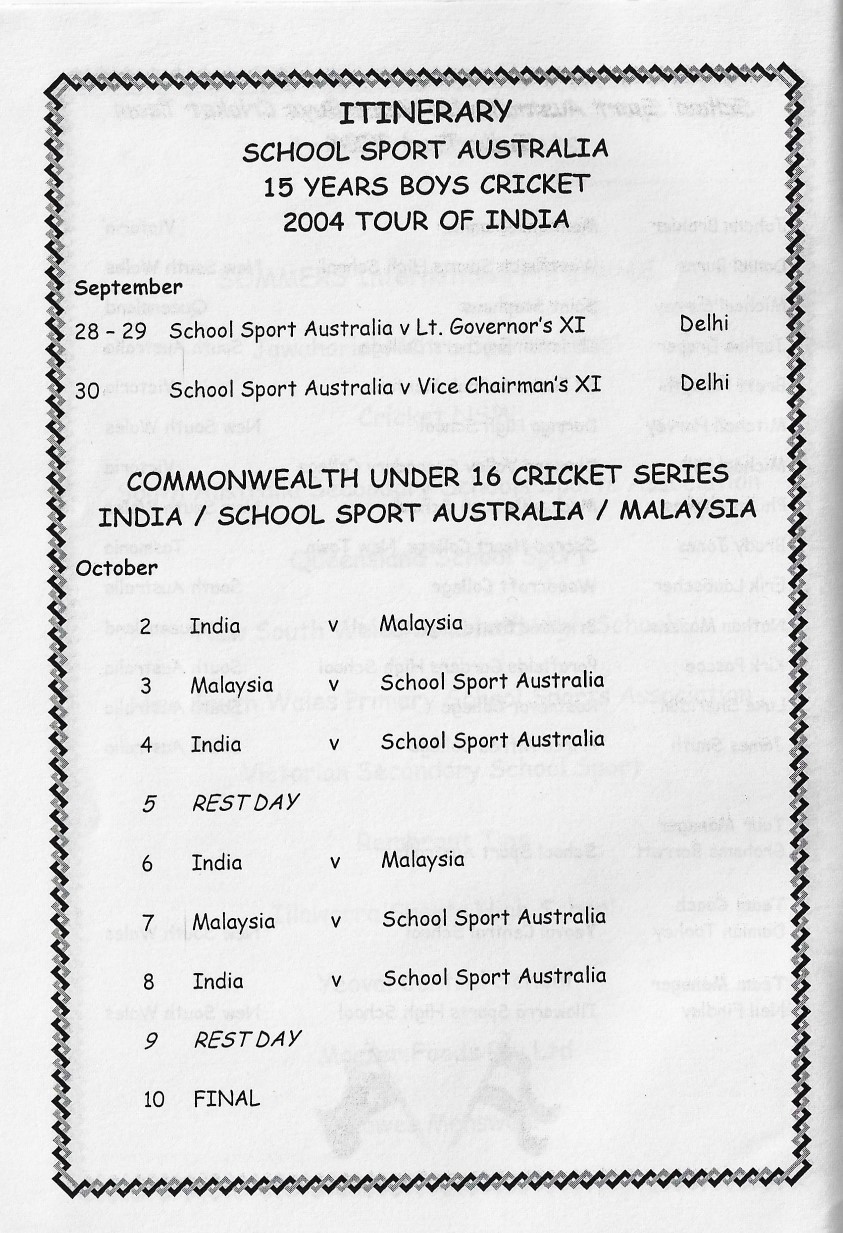 ITINERARY
SCHOOL SPORT AUSTRALIA
15 YEARS BOYS CRICKET
2004 TOUR OF INDIA
September
28 - 29 School Sport Australia v Lt. Governor's XI Delhi
30 School Sport Australia v Vice Chairman's XI Delhi
COMMONWEALTH UNDER 16 CRICKET SERIES
INDIA / SCHOOL SPORT AUSTRALIA / MALAYSIA
October
2 India v Malaysia
3 Malaysia v School Sport Australia
4 India v School Sport Australia
5 REST DAY
6 India v Malaysia
7 Malaysia v School Sport Australia
8 India v School Sport Australia
9 REST DAY
10 FINAL